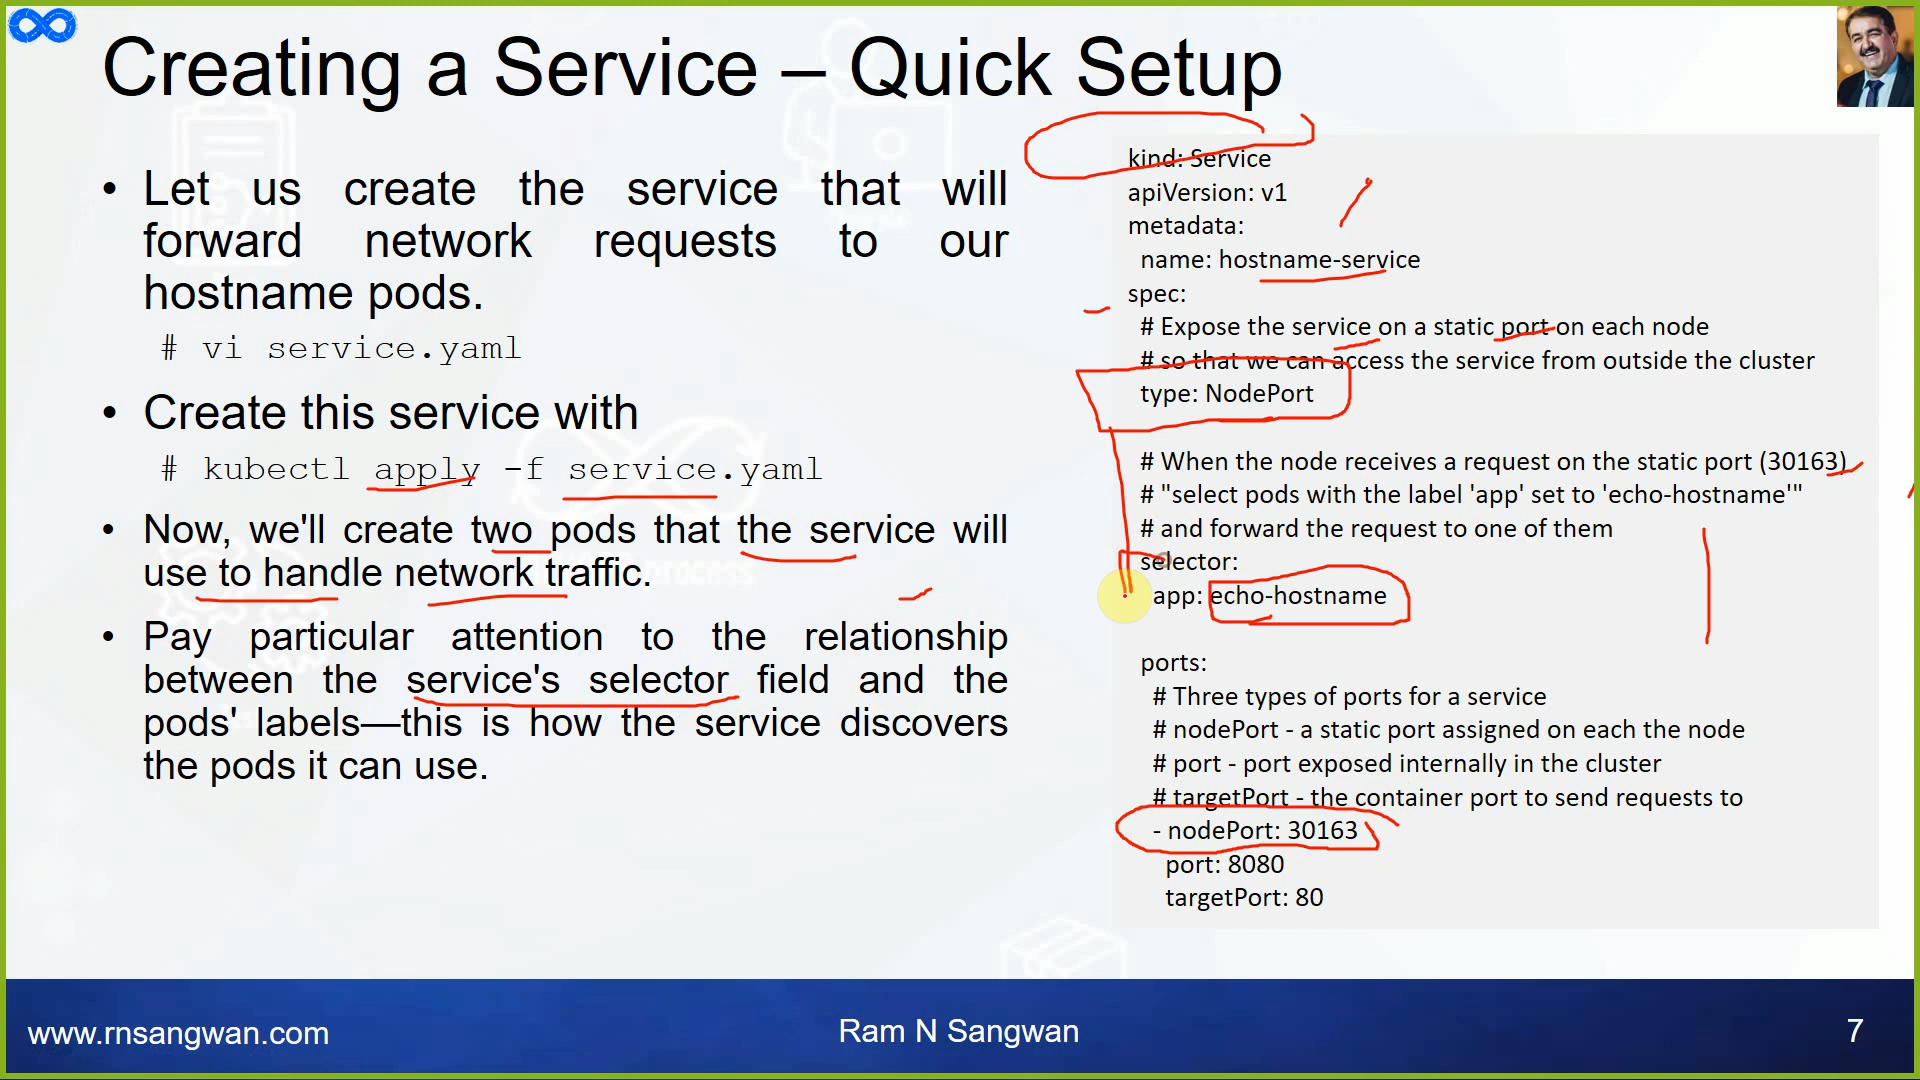 Creating a Service – Quick Setup
• Let us create the service that will
forward network requests to our
hostname pods.
# vi service.yaml
• Create this service with
# kubectl apply -f service.yaml
• Now, we'll create two pods that the service will
use to handle network traffic.
• Pay particular attention to the relationship
between the service's selector field and the
pods' labels—this is how the service discovers
the pods it can use.
kind: Service
apiVersion: v1
metadata:
name: hostname-service
spec:
# Expose the service on a static port on each node
# so that we can access the service from outside the cluster
type: NodePort
# When the node receives a request on the static port (30163)
# "select pods with the label 'app' set to 'echo-hostname'"
# and forward the request to one of them
selector:
app: echo-hostname
ports:
# Three types of ports for a service
# nodePort - a static port assigned on each the node
# port - port exposed internally in the cluster
# targetPort - the container port to send requests to
- nodePort: 30163
port: 8080
targetPort: 80
www.rnsangwan.com
Ram N Sangwan
7